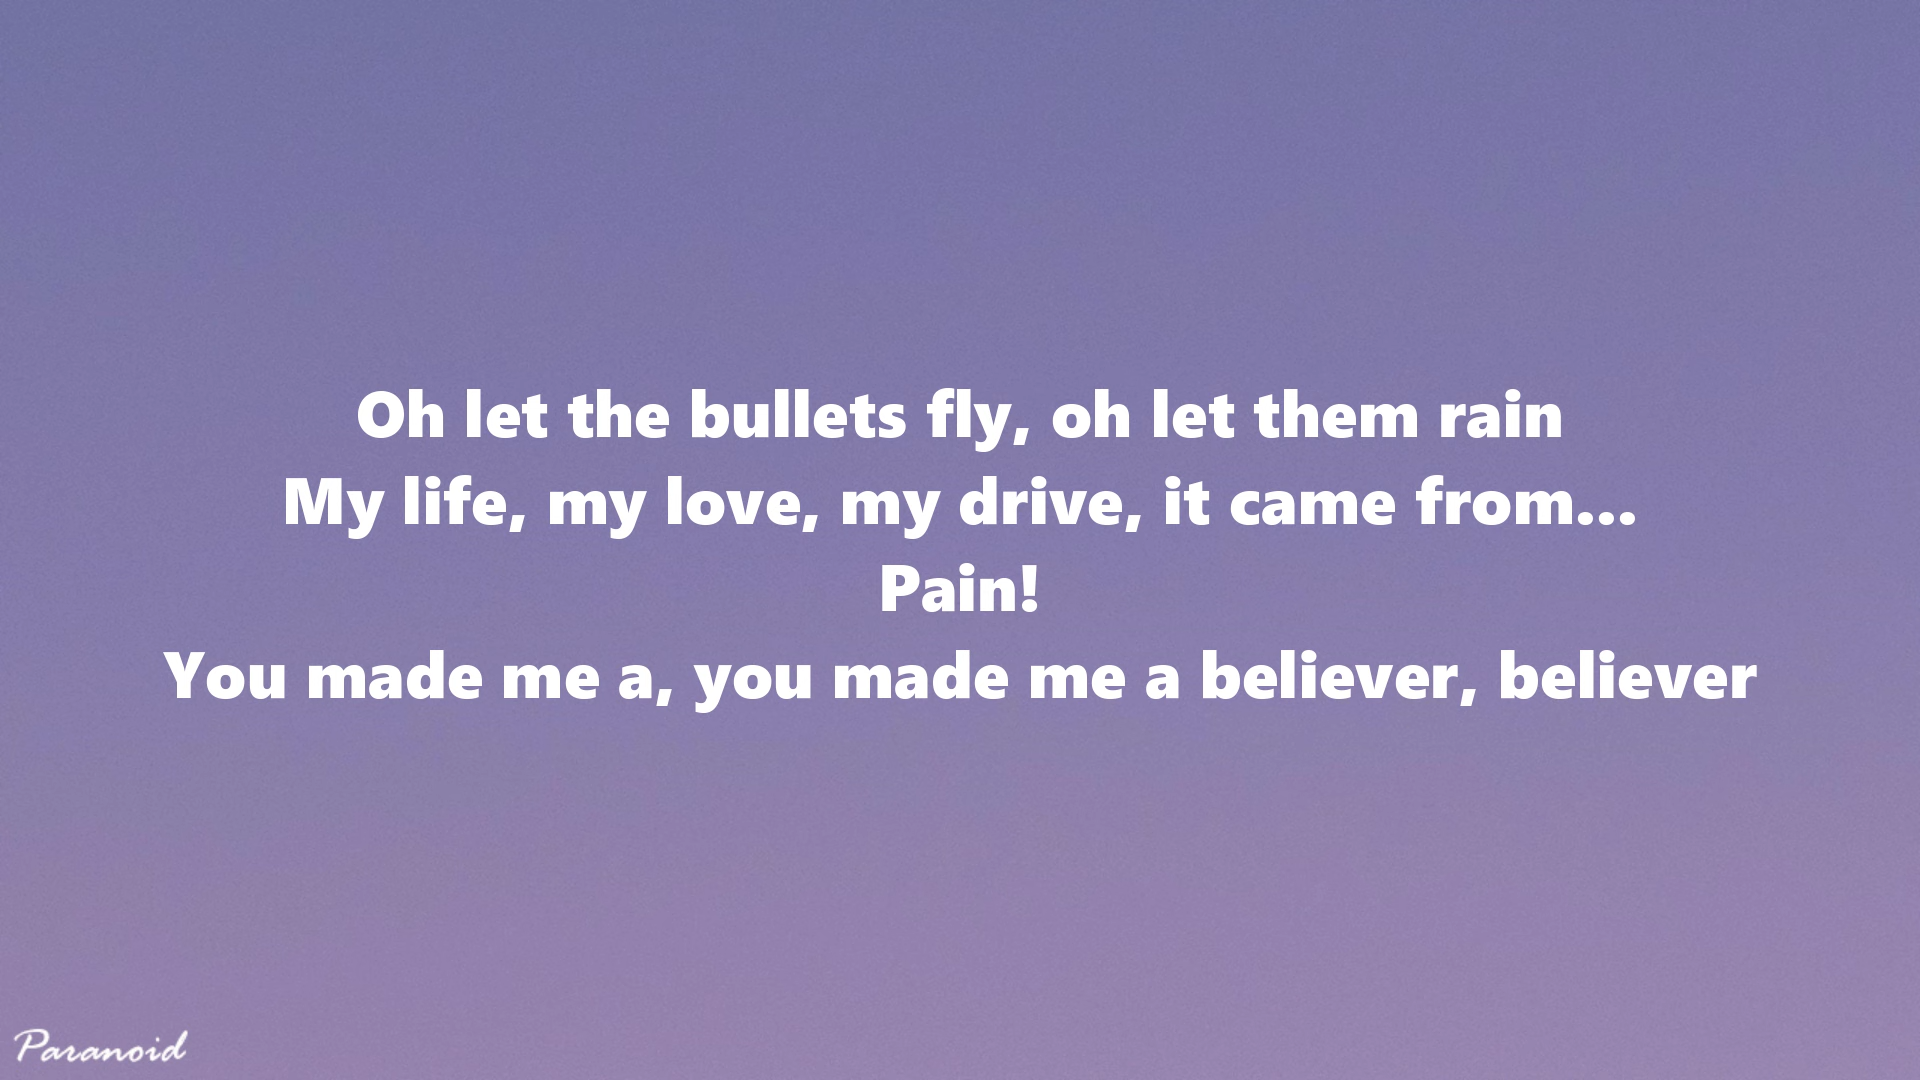 Oh let the bullets fly, oh let them rain
My life, my love, my drive, it came from...
Pain!
You made me a, you made me a believer, believer
Paranoid